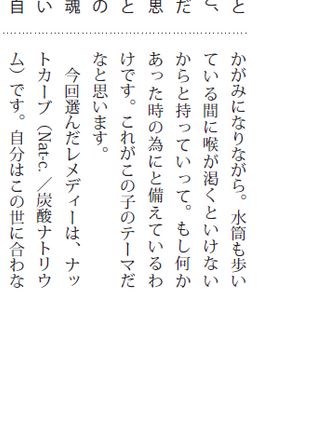 かがみになりながら。水筒も歩い
ている間に喉が渇くといけない
からと持っていって。もし何か
あった時の為にと備えているわ
けです。これがこの子のテーマだ
なと思います。
今回選んだレメディーは、ナッ
トカーブ（Nat-c.／炭酸ナトリウ
ム）です。自分はこの世に合わな
と
だ
思
と
の
魂
い
自